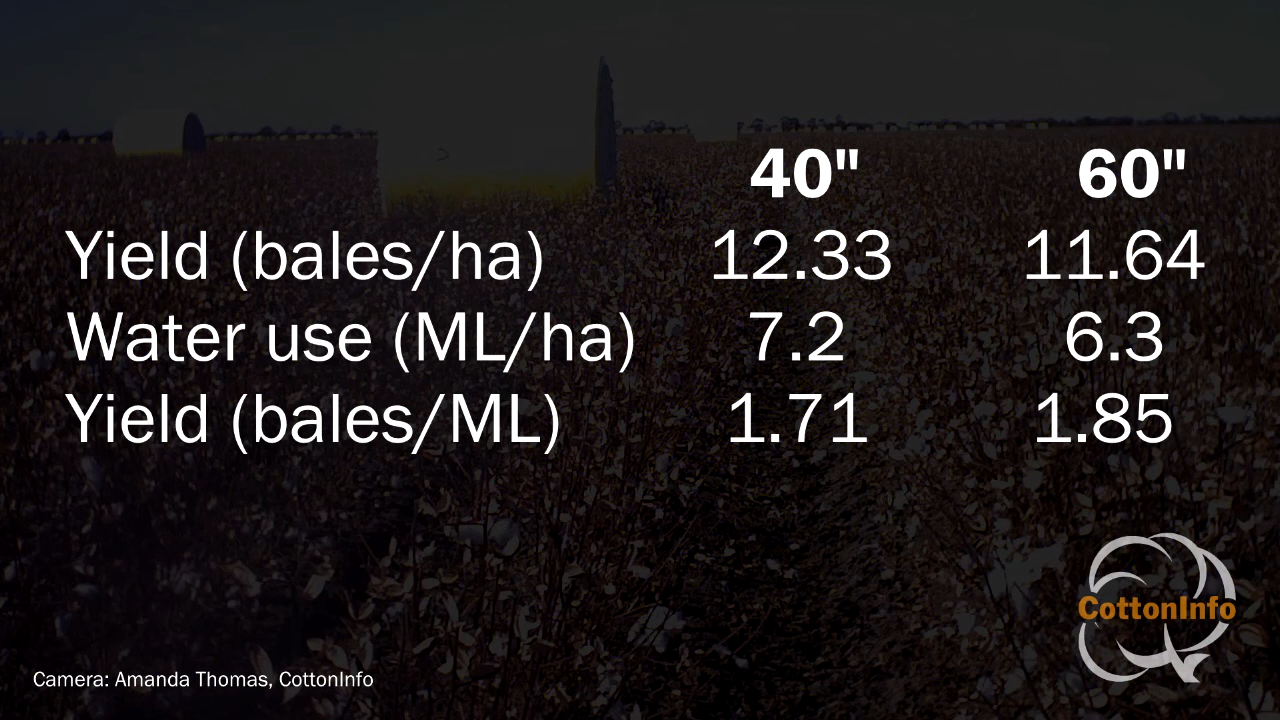 40" 60"
Yield (bales/ha) 12.33 11.64
Water use (ML/ha) 7.2 6.3
Yield (bales/ML) 1.71 1.85
CottonInfo
Camera: Amanda Thomas, CottonInfo